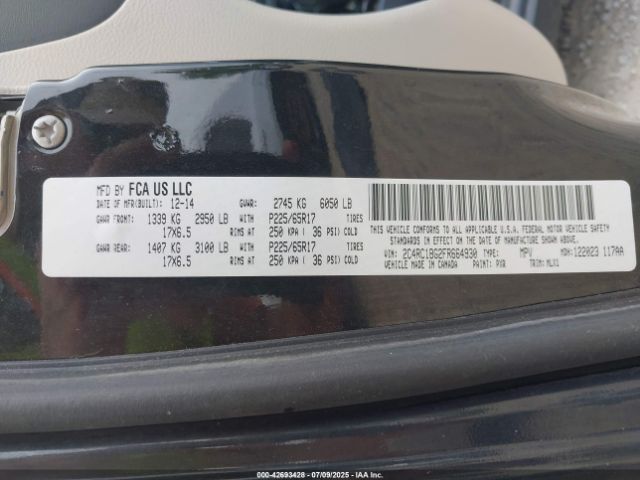 MFD BY FCA US LLC
DATE OF MFR(BUILT): 12-14 GVWR: 2745 KG 6050 LB
GAWR FRONT: 1339 KG 2950 LB WITH P225/65R17 TIRES
17X6.5 RIMS AT 250 KPA ( 36 PSI) COLD
GAWR REAR: 1407 KG 3100 LB WITH P225/65R17 TIRES
17X6.5 RIMS AT 250 KPA ( 36 PSI) COLD
THIS VEHICLE CONFORMS TO ALL APPLICABLE U.S.A. FEDERAL MOTOR VEHICLE SAFETY
STANDARDS IN EFFECT ON THE DATE OF MANUFACTURE SHOWN ABOVE.
VIN: 2C4RC1BG2FR664930 MPV MDH: 122023 117AA
VEHICLE MADE IN CANADA PAINT: PXR TRIM: MLX1
000-42693428 - 07/09/2025 - IAA Inc.